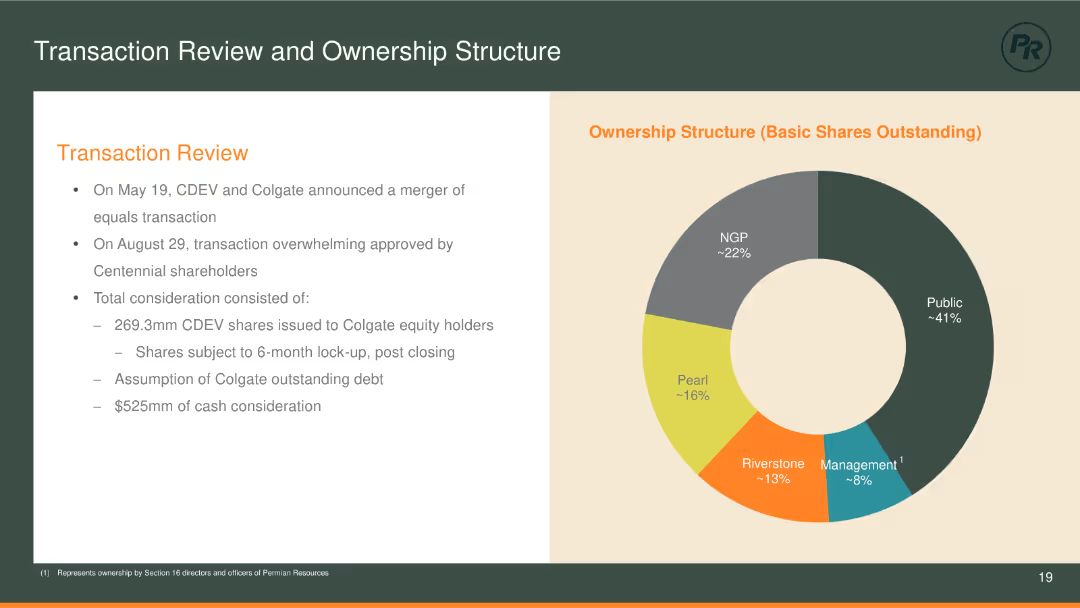 Transaction Review and Ownership Structure
PR
Transaction Review
• On May 19, CDEV and Colgate announced a merger of
equals transaction
• On August 29, transaction overwhelming approved by
Centennial shareholders
• Total consideration consisted of:
– 269.3mm CDEV shares issued to Colgate equity holders
– Shares subject to 6-month lock-up, post closing
– Assumption of Colgate outstanding debt
– $525mm of cash consideration
Ownership Structure (Basic Shares Outstanding)
NGP
~22%
Public
~41%
Pearl
~16%
Riverstone
~13%
Management 1
~8%
(1) Represents ownership by Section 16 directors and officers of Permian Resources
19